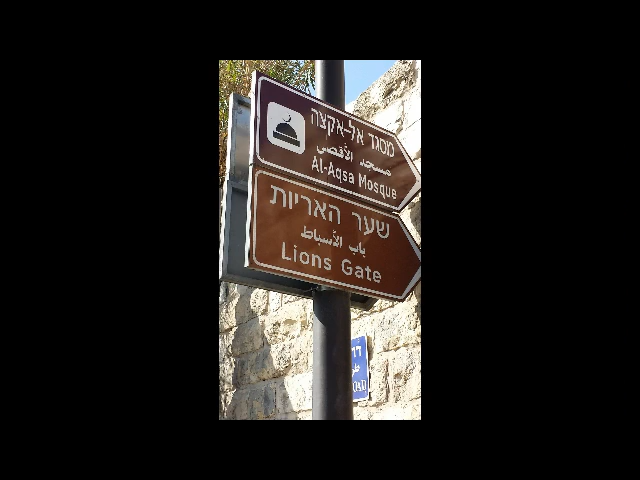 מסגד אל-אקצה
مسجد الأقصى
Al-Aqsa Mosque
שער האריות
باب الأسباط
Lions Gate